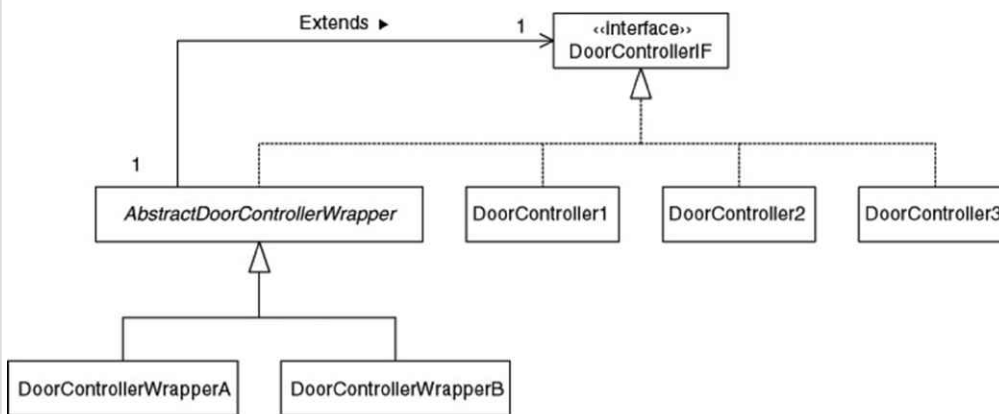 Extends ►
1
‹‹interface››
DoorControllerIF
1
AbstractDoorControllerWrapper
DoorController1
DoorController2
DoorController3
DoorControllerWrapperA
DoorControllerWrapperB